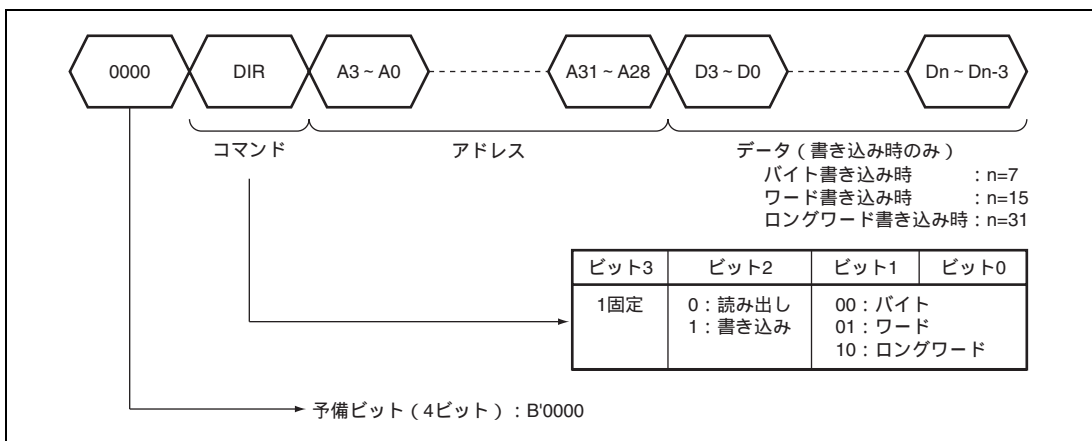 0000 DIR A3 ~ A0 A31 ~ A28 D3 ~ D0 Dn ~ Dn-3
コマンド アドレス データ ( 書き込み時のみ )
バイト書き込み時 : n=7
ワード書き込み時 : n=15
ロングワード書き込み時 : n=31
ビット3 ビット2 ビット1 ビット0
1固定 0 : 読み出し 00 : バイト
1 : 書き込み 01 : ワード
10 : ロングワード
予備ビット ( 4ビット ) : B'0000